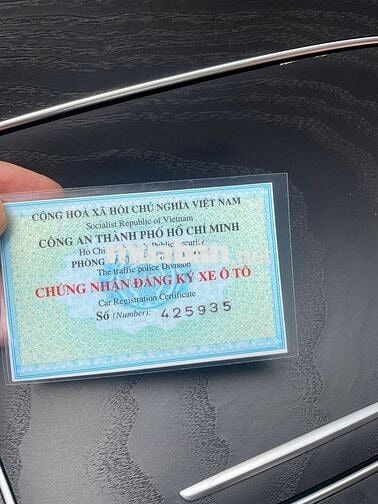 CỘNG HOÀ XÃ HỘI CHỦ NGHĨA VIỆT NAM
Socialist Republic of Vietnam
CÔNG AN THÀNH PHỐ HỒ CHÍ MINH
Ho Chi Public Security
PHÒNG
The traffic police Division
CHỨNG NHẬN ĐĂNG KÝ XE Ô TÔ
Car Registration Certificate
Số (Number): 425935